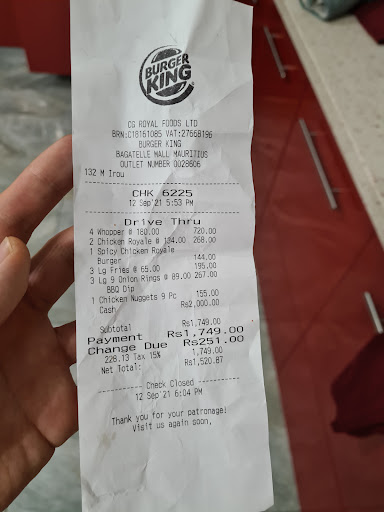 BURGER
KING
CG ROYAL FOODS LTD
BRN:C18161085 VAT:27668196
BURGER KING
BAGATELLE MALL MAURITIUS
OUTLET NUMBER 0028606
132 M Irou
CHK 6225
12 Sep'21 5:53 PM
Drive Thru
4 Whopper @ 180.00 720.00
2 Chicken Royale @ 134.00 268.00
1 Spicy Chicken Royale
Burger 144.00
3 Lg Fries @ 65.00 195.00
3 Lg 9 Onion Rings @ 89.00 267.00
BBQ Dip
1 Chicken Nuggets 9 Pc 155.00
Cash Rs2,000.00
Subtotal Rs1,749.00
Payment Rs1,749.00
Change Due Rs251.00
228.13 Tax 15% 1,749.00
Net Total: Rs1,520.87
Check Closed
12 Sep'21 6:04 PM
Thank you for your patronage!
Visit us again soon.